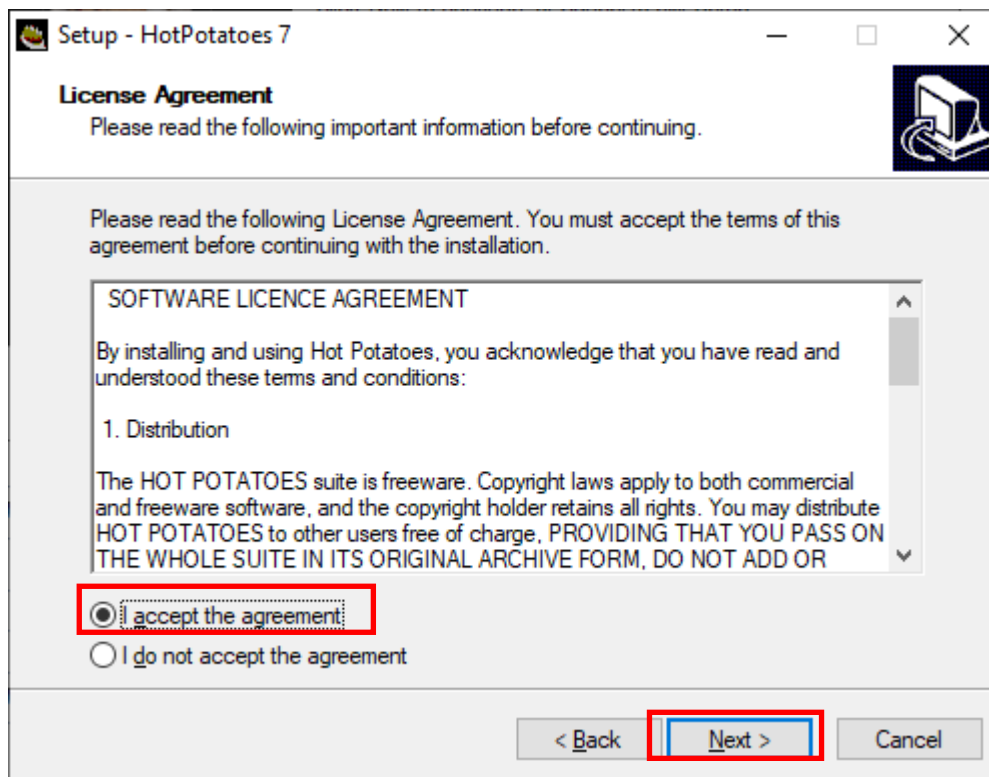 Setup - HotPotatoes 7
License Agreement
Please read the following important information before continuing.
Please read the following License Agreement. You must accept the terms of this
agreement before continuing with the installation.
SOFTWARE LICENCE AGREEMENT
By installing and using Hot Potatoes, you acknowledge that you have read and
understood these terms and conditions:
1. Distribution
The HOT POTATOES suite is freeware. Copyright laws apply to both commercial
and freeware software, and the copyright holder retains all rights. You may distribute
HOT POTATOES to other users free of charge, PROVIDING THAT YOU PASS ON
THE WHOLE SUITE IN ITS ORIGINAL ARCHIVE FORM, DO NOT ADD OR
I accept the agreement
I do not accept the agreement
< Back Next > Cancel